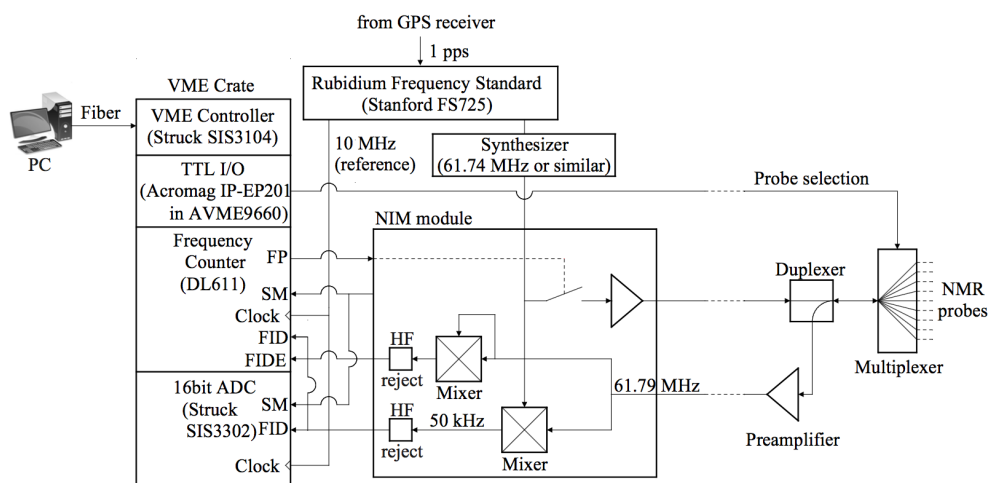 from GPS receiver
1 pps
Rubidium Frequency Standard
(Stanford FS725)
VME Crate
Fiber
PC
VME Controller
(Struck SIS3104)
10 MHz
(reference)
Synthesizer
(61.74 MHz or similar)
TTL I/O
(Acromag IP-EP201
in AVME9660)
Probe selection
NIM module
Frequency
Counter
(DL611)
FP
SM
Clock
FID
FIDE
Duplexer
NMR
probes
Multiplexer
HF
reject
Mixer
61.79 MHz
Preamplifier
16bit ADC
(Struck
SIS3302)
SM
FID
Clock
HF
reject
50 kHz
Mixer